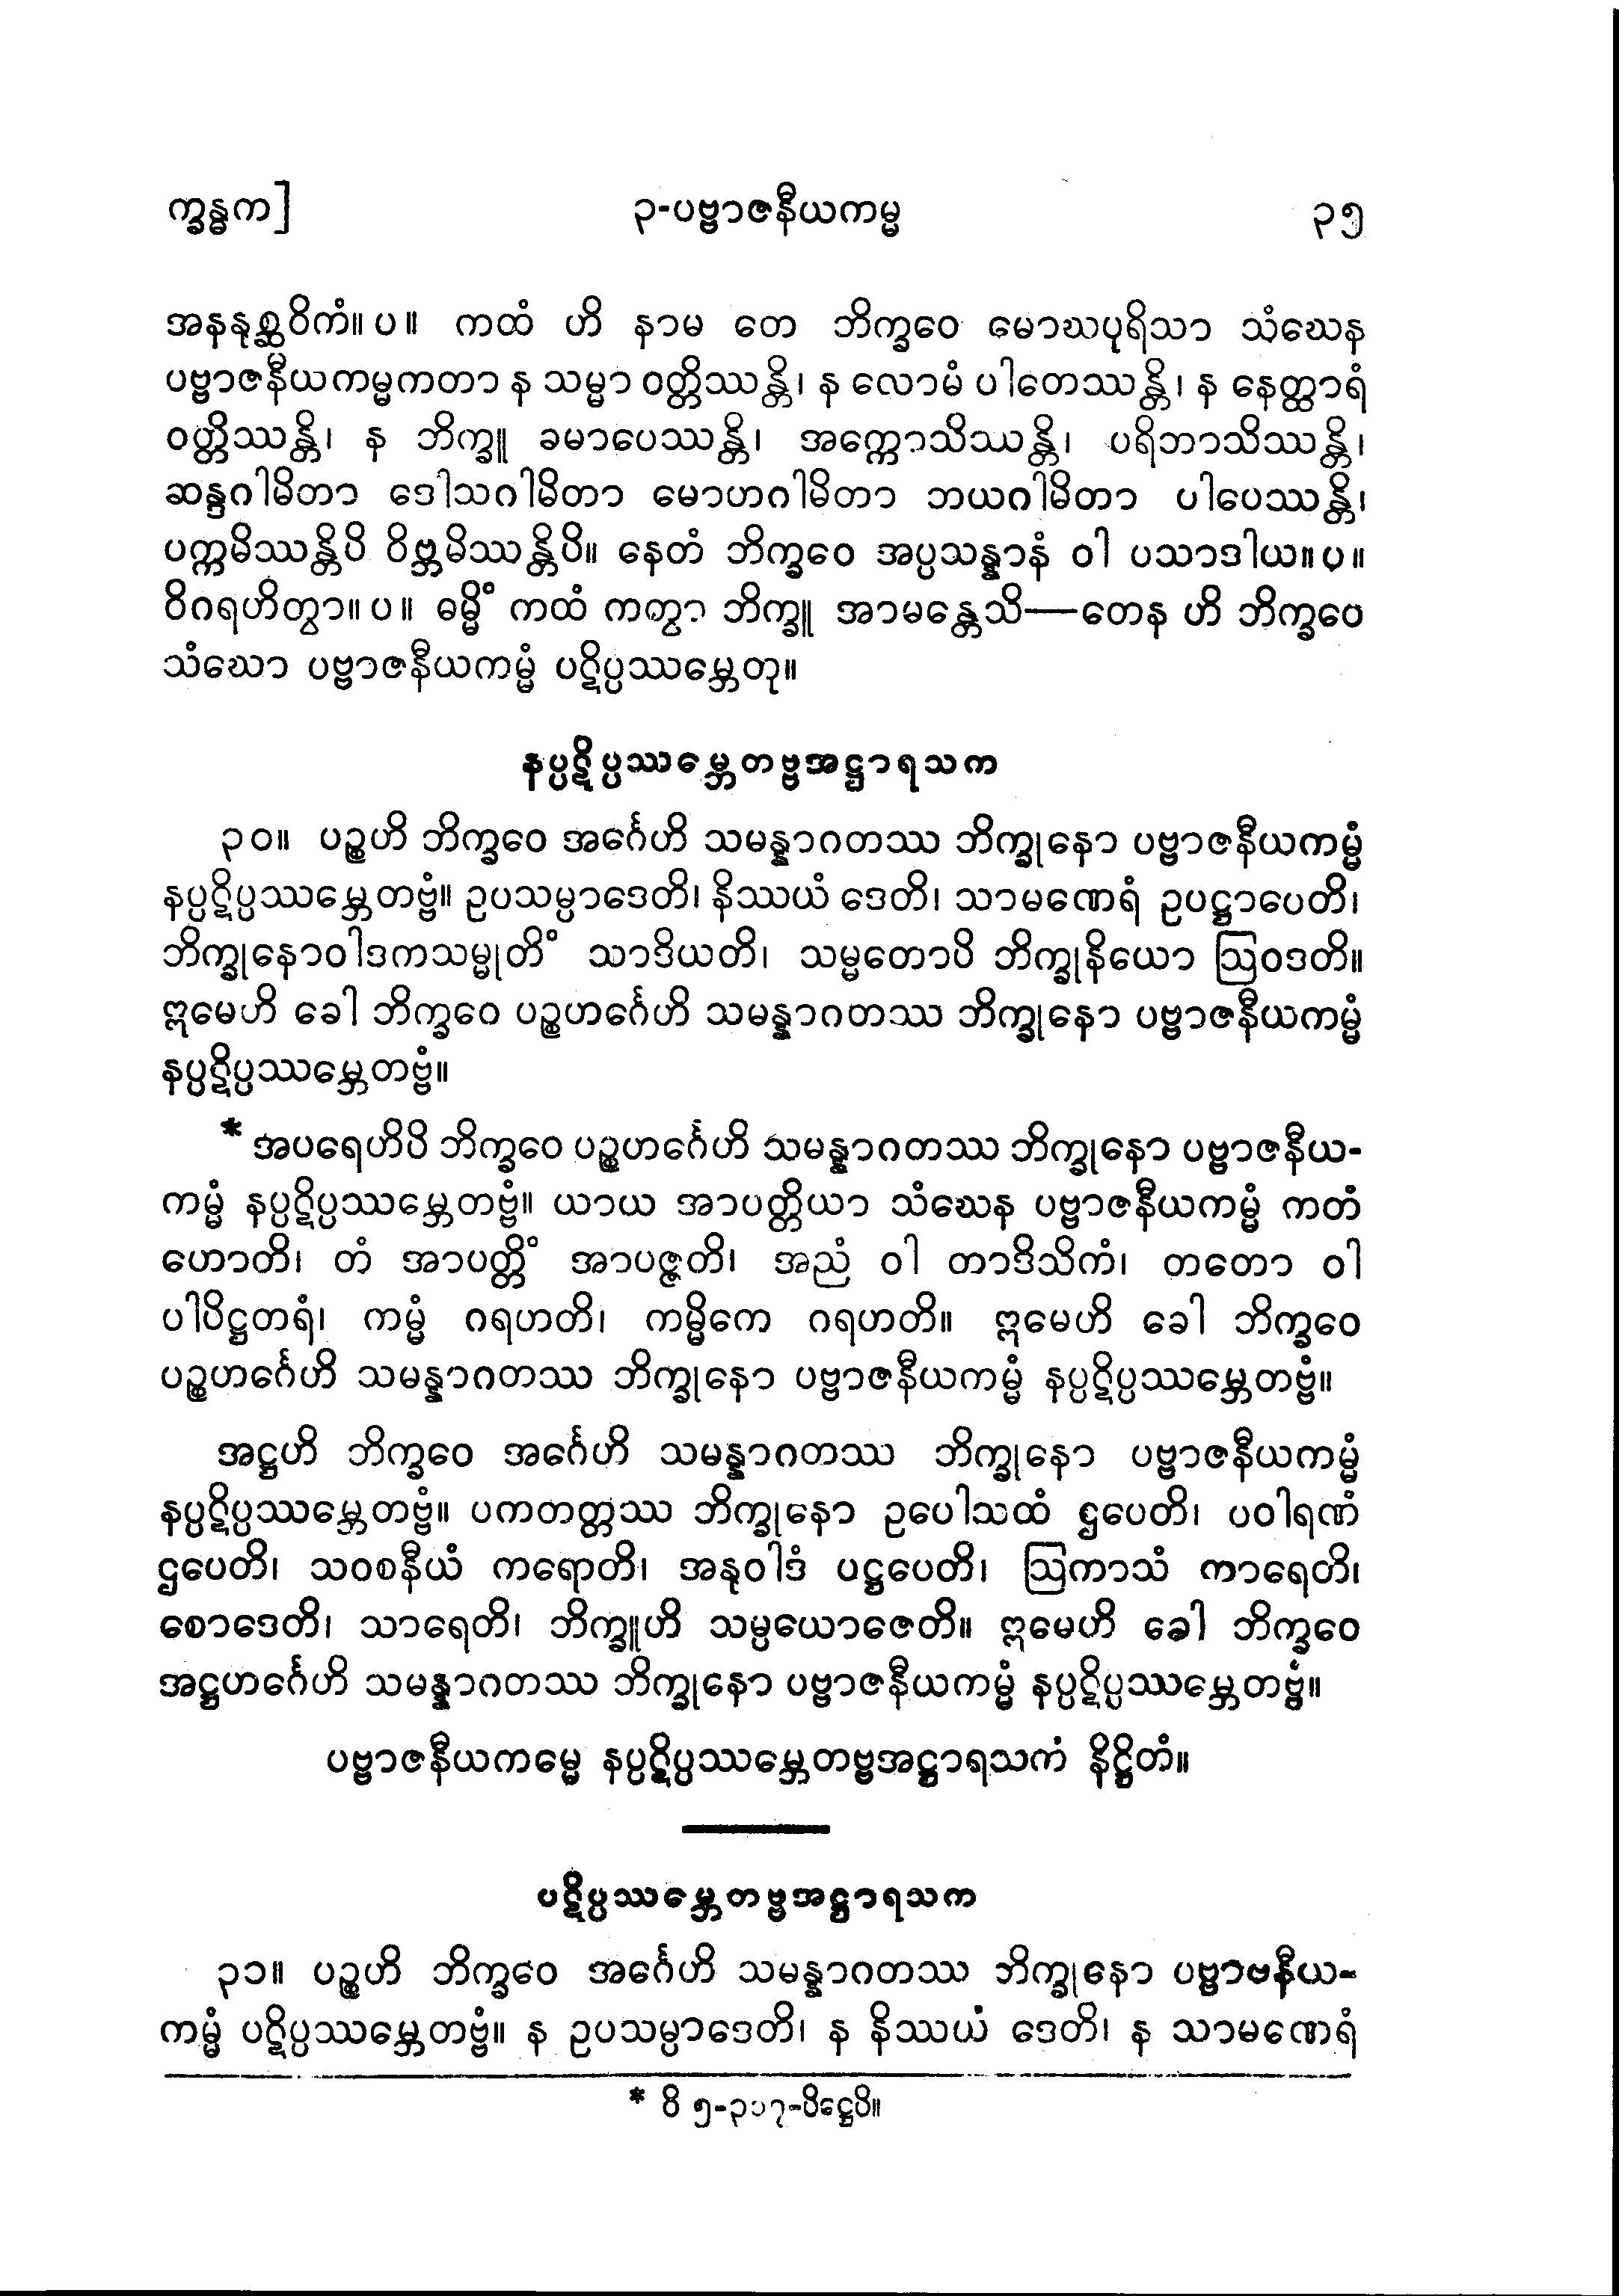 က္ခန္ဓက]
၃-ပဗ္ဗာဇနီယကမ္မ
၃၅
အနနုစ္ဆဝိကံ။ ပ။ ကထံ ဟိ နာမ တေ ဘိက္ခဝေ မောဃပုရိသာ သံဃေန
ပဗ္ဗာဇနီယကမ္မကတာ န သမ္မာ ဝတ္တိဿန္တိ၊ န လောမံ ပါတေဿန္တိ၊ န နေတ္ထာရံ
ဝတ္တိဿန္တိ၊ န ဘိက္ခူ ခမာပေဿန္တိ၊ အက္ကောသိဿန္တိ၊ ပရိဘာသိဿန္တိ၊
ဆန္ဒဂါမိတာ ဒေါသဂါမိတာ မောဟဂါမိတာ ဘယဂါမိတာ ပါပေဿန္တိ၊
ပက္ကမိဿန္တိပိ ဝိဗ္ဘမိဿန္တိပိ။ နေတံ ဘိက္ခဝေ အပ္ပသန္နာနံ ဝါ ပသာဒါယ။ ပ။
ဝိဂရဟိတွာ။ ပ။ ဓမ္မိံ ကထံ ကတွာ ဘိက္ခူ အာမန္တေသိ—တေန ဟိ ဘိက္ခဝေ
သံဃော ပဗ္ဗာဇနီယကမ္မံ ပဋိပ္ပဿမ္ဘေတု။
နပ္ပဋိပ္ပဿမ္ဘေတဗ္ဗအဋ္ဌာရသက
၃၀။ ပဉ္စဟိ ဘိက္ခဝေ အင်္ဂေဟိ သမန္နာဂတဿ ဘိက္ခုနော ပဗ္ဗာဇနီယကမ္မံ
နပ္ပဋိပ္ပဿမ္ဘေတဗ္ဗံ။ ဥပသမ္ပာဒေတိ၊ နိဿယံ ဒေတိ၊ သာမဏေရံ ဥပဋ္ဌာပေတိ၊
ဘိက္ခုနောဝါဒကသမ္မုတိံ သာဒိယတိ၊ သမ္မတောပိ ဘိက္ခုနိယော ဩဝဒတိ။
ဣမေဟိ ခေါ ဘိက္ခဝေ ပဉ္စဟင်္ဂေဟိ သမန္နာဂတဿ ဘိက္ခုနော ပဗ္ဗာဇနီယကမ္မံ
နပ္ပဋိပ္ပဿမ္ဘေတဗ္ဗံ။
* အပရေဟိပိ ဘိက္ခဝေ ပဉ္စဟင်္ဂေဟိ သမန္နာဂတဿ ဘိက္ခုနော ပဗ္ဗာဇနီယ-
ကမ္မံ နပ္ပဋိပ္ပဿမ္ဘေတဗ္ဗံ။ ယာယ အာပတ္တိယာ သံဃေန ပဗ္ဗာဇနီယကမ္မံ ကတံ
ဟောတိ၊ တံ အာပတ္တိံ အာပဇ္ဇတိ၊ အညံ ဝါ တာဒိသိကံ၊ တတော ဝါ
ပါပိဋ္ဌတရံ၊ ကမ္မံ ဂရဟတိ၊ ကမ္မိကေ ဂရဟတိ။ ဣမေဟိ ခေါ ဘိက္ခဝေ
ပဉ္စဟင်္ဂေဟိ သမန္နာဂတဿ ဘိက္ခုနော ပဗ္ဗာဇနီယကမ္မံ နပ္ပဋိပ္ပဿမ္ဘေတဗ္ဗံ။
အဋ္ဌဟိ ဘိက္ခဝေ အင်္ဂေဟိ သမန္နာဂတဿ ဘိက္ခုနော ပဗ္ဗာဇနီယကမ္မံ
နပ္ပဋိပ္ပဿမ္ဘေတဗ္ဗံ။ ပကတတ္တဿ ဘိက္ခုနော ဥပေါသထံ ဌပေတိ၊ ပဝါရဏံ
ဌပေတိ၊ သဝစနီယံ ကရောတိ၊ အနုဝါဒံ ပဋ္ဌပေတိ၊ ဩကာသံ ကာရေတိ၊
စောဒေတိ၊ သာရေတိ၊ ဘိက္ခူဟိ သမ္ပယောဇေတိ။ ဣမေဟိ ခေါ ဘိက္ခဝေ
အဋ္ဌဟင်္ဂေဟိ သမန္နာဂတဿ ဘိက္ခုနော ပဗ္ဗာဇနီယကမ္မံ နပ္ပဋိပ္ပဿမ္ဘေတဗ္ဗံ။
ပဗ္ဗာဇနီယကမ္မေ နပ္ပဋိပ္ပဿမ္ဘေတဗ္ဗအဋ္ဌာရသကံ နိဋ္ဌိတံ။
ပဋိပ္ပဿမ္ဘေတဗ္ဗအဋ္ဌာရသက
၃၁။ ပဉ္စဟိ ဘိက္ခဝေ အင်္ဂေဟိ သမန္နာဂတဿ ဘိက္ခုနော ပဗ္ဗာဇနီယ-
ကမ္မံ ပဋိပ္ပဿမ္ဘေတဗ္ဗံ။ န ဥပသမ္ပာဒေတိ၊ န နိဿယံ ဒေတိ၊ န သာမဏေရံ
* ဝိ ၅-၃၁၇-ပိဋ္ဌေပိ။